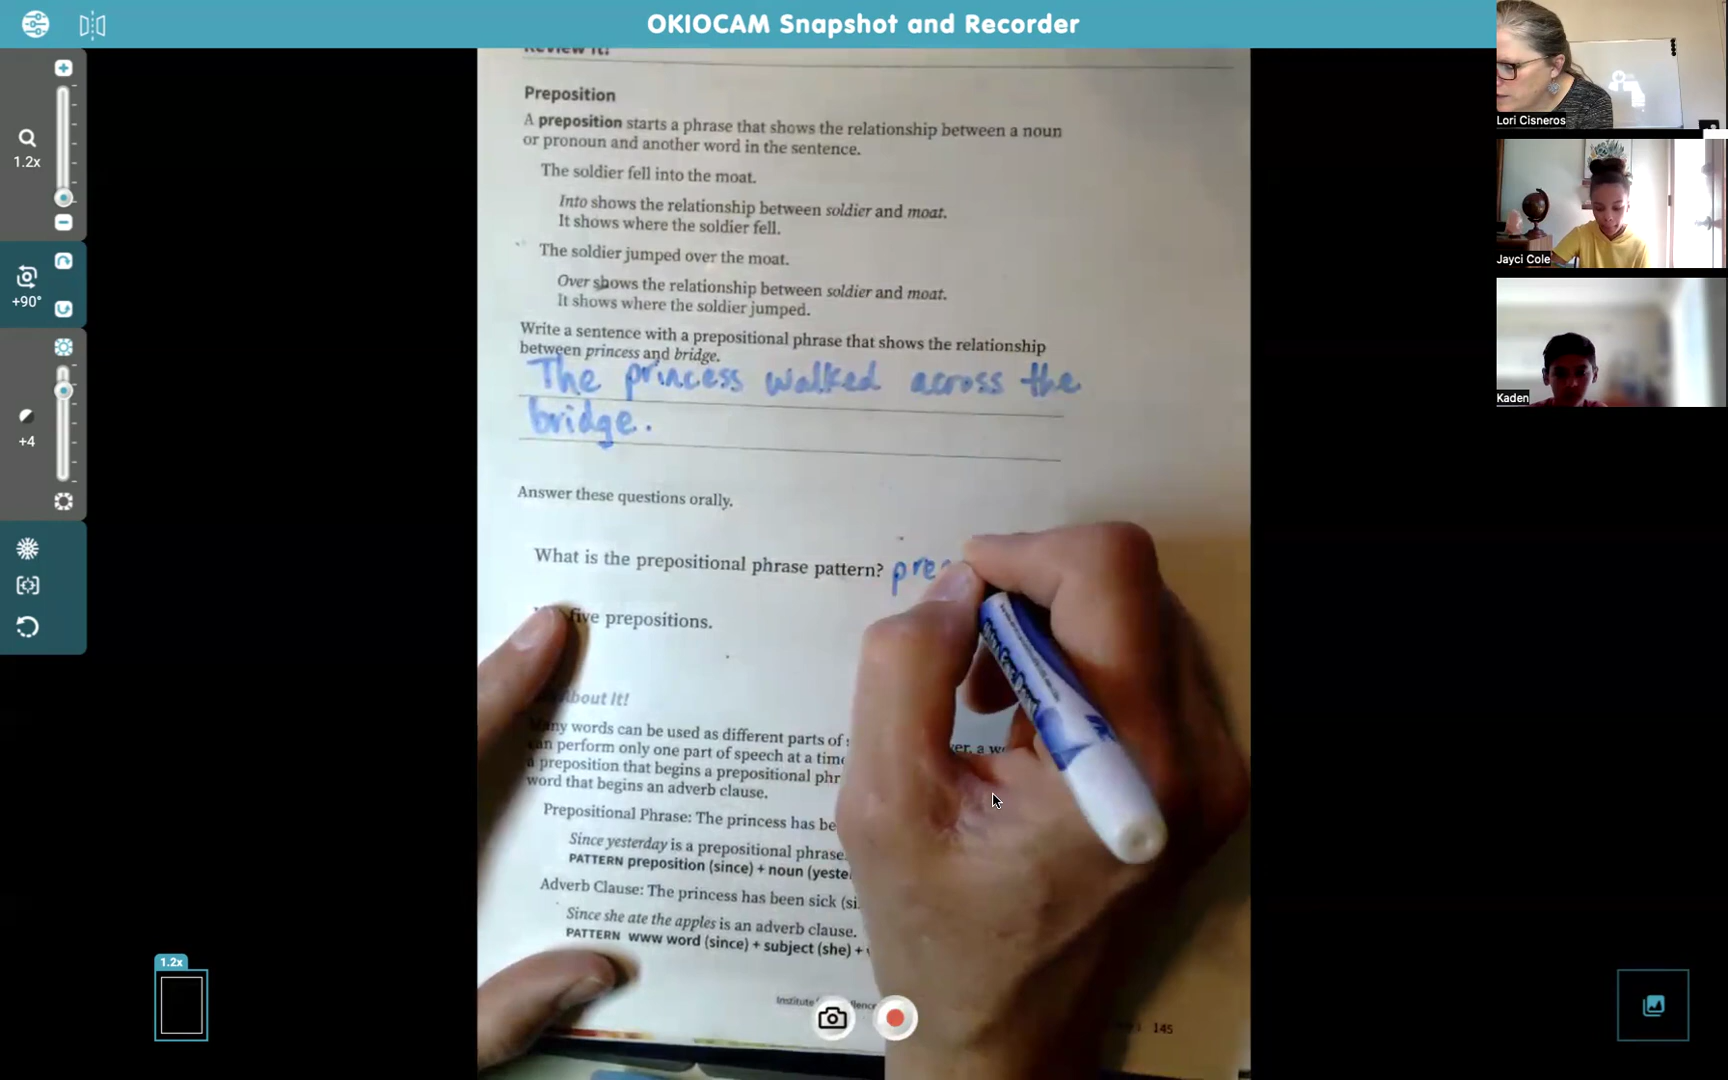 OKIOCAM Snapshot and Recorder
Review It!
Preposition
A preposition starts a phrase that shows the relationship between a noun
or pronoun and another word in the sentence.
The soldier fell into the moat.
Into shows the relationship between soldier and moat.
It shows where the soldier fell.
The soldier jumped over the moat.
Over shows the relationship between soldier and moat.
It shows where the soldier jumped.
Write a sentence with a prepositional phrase that shows the relationship
between princess and bridge.
The princess walked across the
bridge.
Answer these questions orally.
What is the prepositional phrase pattern? prep
five prepositions.
About It!
Many words can be used as different parts of
can perform only one part of speech at a time
a preposition that begins a prepositional phr
word that begins an adverb clause.
Prepositional Phrase: The princess has be
Since yesterday is a prepositional phrase.
PATTERN preposition (since) + noun (yeste
Adverb Clause: The princess has been sick (si
Since she ate the apples is an adverb clause.
PATTERN www word (since) + subject (she) +
Institute
145
1.2x
+90°
+4
1.2x
Lori Cisneros
Jayci Cole
Kaden